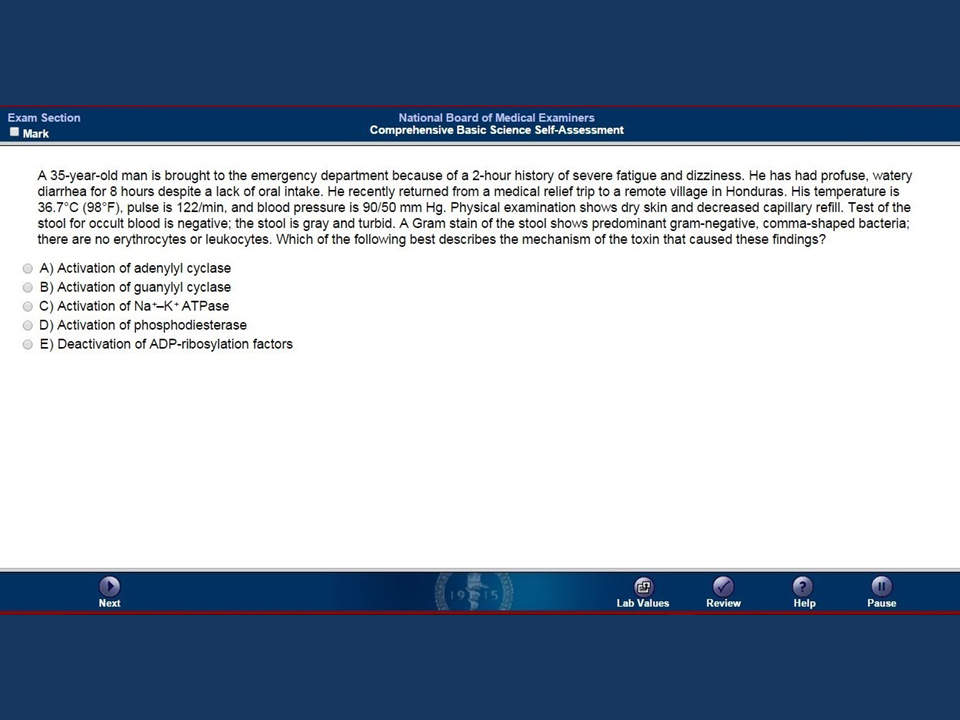 Exam Section
National Board of Medical Examiners
Mark
Comprehensive Basic Science Self-Assessment
A 35-year-old man is brought to the emergency department because of a 2-hour history of severe fatigue and dizziness. He has had profuse, watery
diarrhea for 8 hours despite a lack of oral intake. He recently returned from a medical relief trip to a remote village in Honduras. His temperature is
36.7°C (98°F), pulse is 122/min, and blood pressure is 90/50 mm Hg. Physical examination shows dry skin and decreased capillary refill. Test of the
stool for occult blood is negative; the stool is gray and turbid. A Gram stain of the stool shows predominant gram-negative, comma-shaped bacteria;
there are no erythrocytes or leukocytes. Which of the following best describes the mechanism of the toxin that caused these findings?
A) Activation of adenylyl cyclase
B) Activation of guanylyl cyclase
C) Activation of Na⁺–K⁺ ATPase
D) Activation of phosphodiesterase
E) Deactivation of ADP-ribosylation factors
1915
Next
Lab Values
Review
Help
Pause